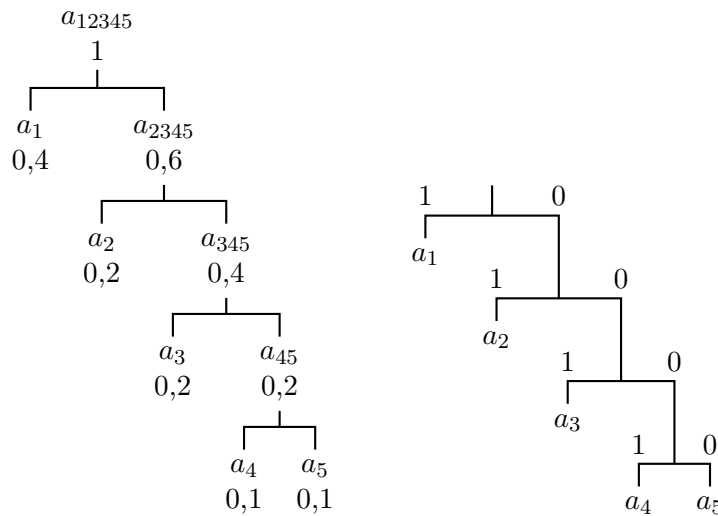 a₁₂₃₄₅
1
a₁ a₂₃₄₅
0,4 0,6
a₂ a₃₄₅
0,2 0,4
a₃ a₄₅
0,2 0,2
a₄ a₅
0,1 0,1
1 0
a₁
1 0
a₂
1 0
a₃
1 0
a₄ a₅